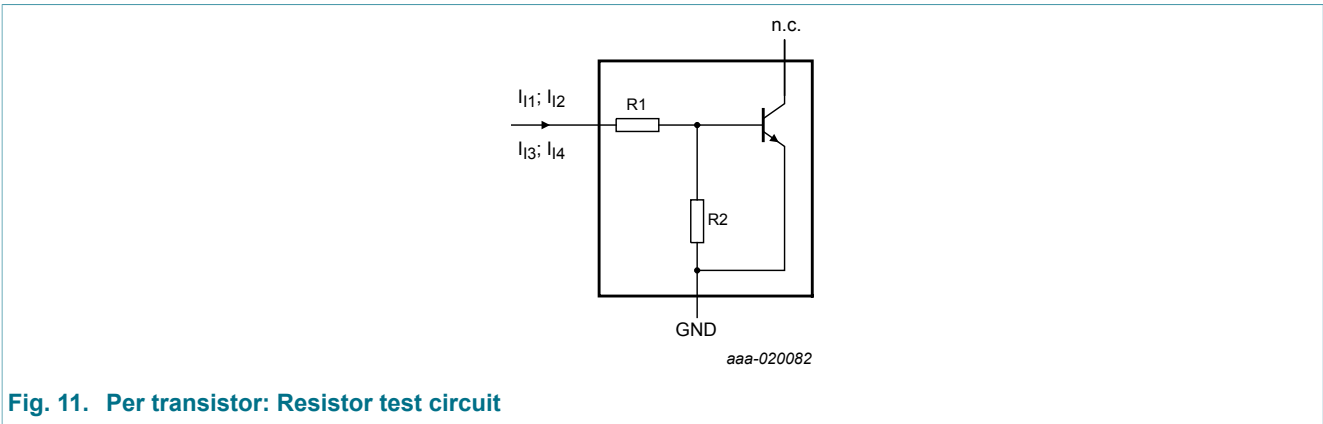 n.c.
I_I1; I_I2
R1
I_I3; I_I4
R2
GND
aaa-020082
Fig. 11. Per transistor: Resistor test circuit